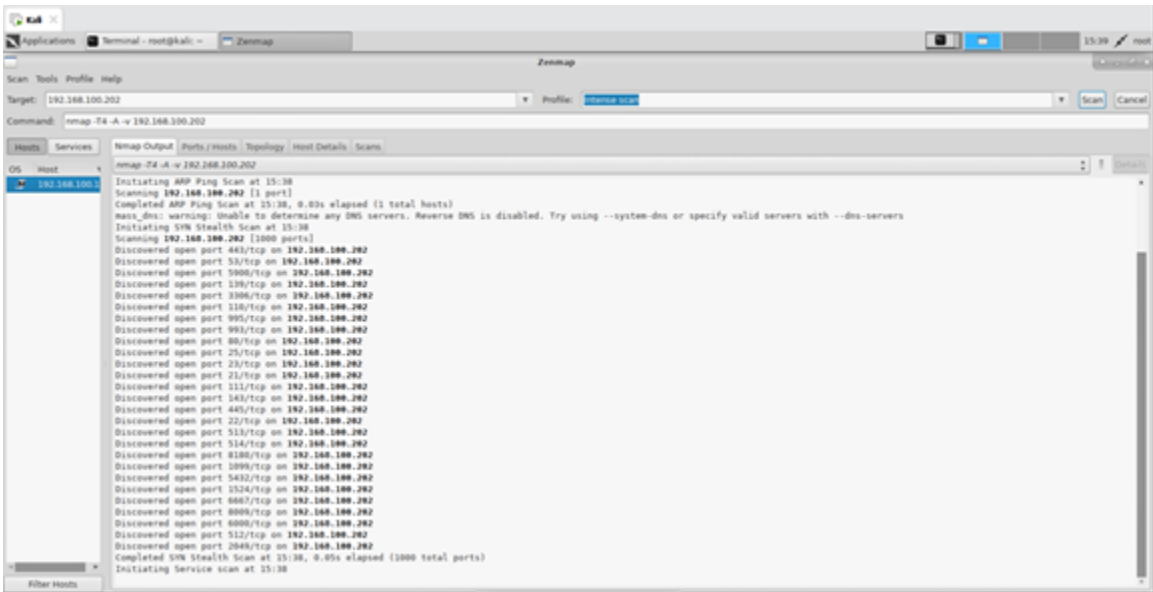 Kali
Applications Terminal - root@kali: ~ Zenmap 15:39 root
Zenmap
Scan Tools Profile Help
Target: 192.168.100.202 Profile: Intense scan Scan Cancel
Command: nmap -T4 -A -v 192.168.100.202
Hosts Services Nmap Output Ports / Hosts Topology Host Details Scans
OS Host nmap -T4 -A -v 192.168.100.202 Details
192.168.100.1
Initiating ARP Ping Scan at 15:38
Scanning 192.168.100.202 [1 port]
Completed ARP Ping Scan at 15:38, 0.03s elapsed (1 total hosts)
mass_dns: warning: Unable to determine any DNS servers. Reverse DNS is disabled. Try using --system-dns or specify valid servers with --dns-servers
Initiating SYN Stealth Scan at 15:38
Scanning 192.168.100.202 [1000 ports]
Discovered open port 443/tcp on 192.168.100.202
Discovered open port 53/tcp on 192.168.100.202
Discovered open port 5900/tcp on 192.168.100.202
Discovered open port 139/tcp on 192.168.100.202
Discovered open port 3306/tcp on 192.168.100.202
Discovered open port 110/tcp on 192.168.100.202
Discovered open port 995/tcp on 192.168.100.202
Discovered open port 993/tcp on 192.168.100.202
Discovered open port 80/tcp on 192.168.100.202
Discovered open port 25/tcp on 192.168.100.202
Discovered open port 23/tcp on 192.168.100.202
Discovered open port 21/tcp on 192.168.100.202
Discovered open port 111/tcp on 192.168.100.202
Discovered open port 143/tcp on 192.168.100.202
Discovered open port 445/tcp on 192.168.100.202
Discovered open port 22/tcp on 192.168.100.202
Discovered open port 513/tcp on 192.168.100.202
Discovered open port 514/tcp on 192.168.100.202
Discovered open port 8180/tcp on 192.168.100.202
Discovered open port 1099/tcp on 192.168.100.202
Discovered open port 5432/tcp on 192.168.100.202
Discovered open port 1524/tcp on 192.168.100.202
Discovered open port 6667/tcp on 192.168.100.202
Discovered open port 8009/tcp on 192.168.100.202
Discovered open port 6000/tcp on 192.168.100.202
Discovered open port 512/tcp on 192.168.100.202
Discovered open port 2049/tcp on 192.168.100.202
Completed SYN Stealth Scan at 15:38, 0.05s elapsed (1000 total ports)
Initiating Service scan at 15:38
Filter Hosts